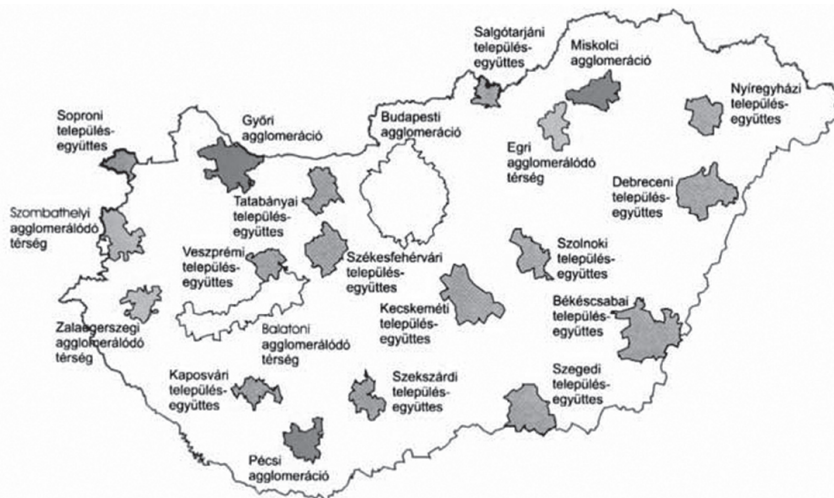 Salgótarjáni
település-
együttes
Miskolci
agglomeráció
Nyíregyházi
település-
együttes
Soproni
település-
együttes
Győri
agglomeráció
Budapesti
agglomeráció
Egri
agglomerálódó
térség
Debreceni
település-
együttes
Tatabányai
település-
együttes
Szombathelyi
agglomerálódó
térség
Veszprémi
település-
együttes
Székesfehérvári
település-
együttes
Szolnoki
település-
együttes
Kecskeméti
település-
együttes
Békéscsabai
település-
együttes
Zalaegerszegi
agglomerálódó
térség
Balatoni
agglomerálódó
térség
Kaposvári
település-
együttes
Szekszárdi
település-
együttes
Szegedi
település-
együttes
Pécsi
agglomeráció